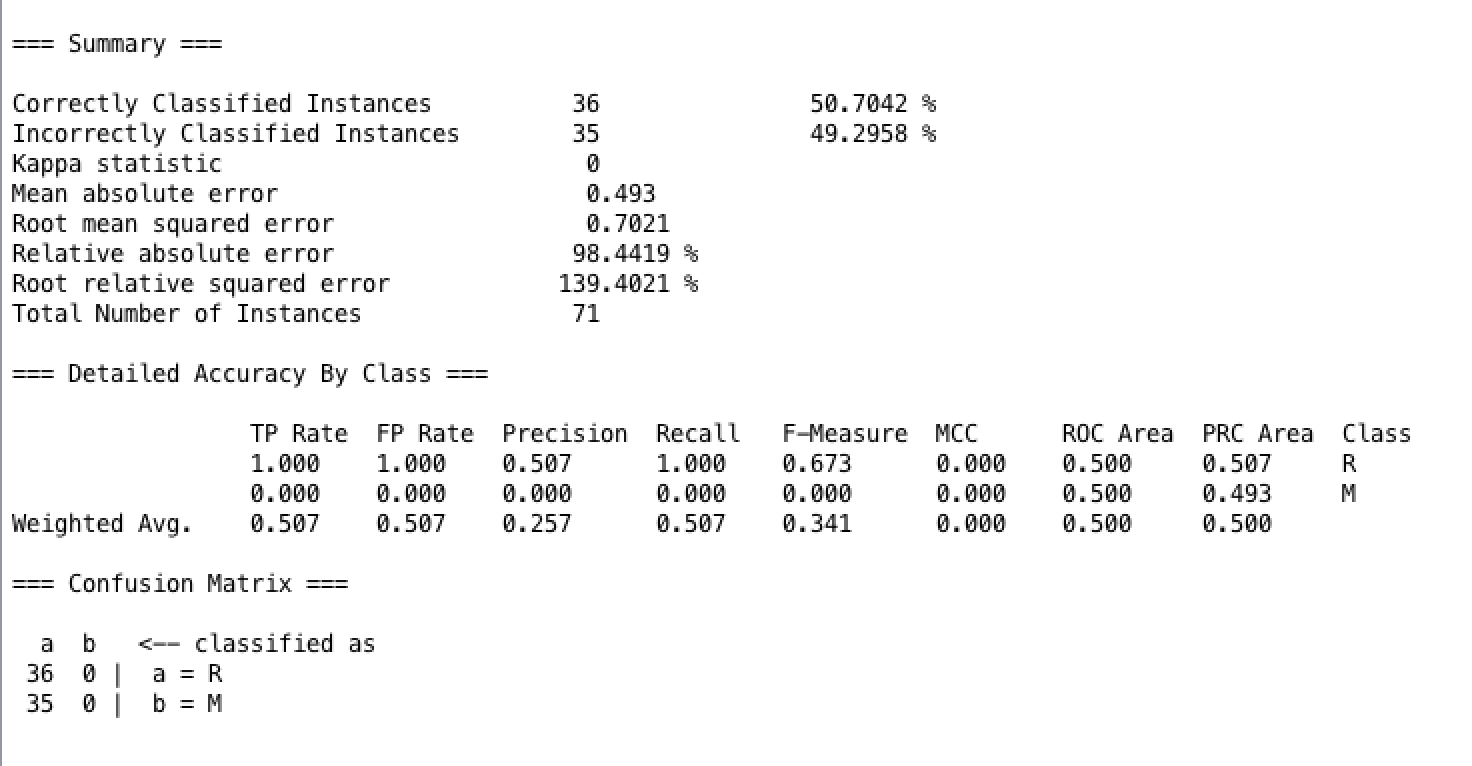 === Summary ===
Correctly Classified Instances 36 50.7042 %
Incorrectly Classified Instances 35 49.2958 %
Kappa statistic 0
Mean absolute error 0.493
Root mean squared error 0.7021
Relative absolute error 98.4419 %
Root relative squared error 139.4021 %
Total Number of Instances 71
=== Detailed Accuracy By Class ===
TP Rate FP Rate Precision Recall F-Measure MCC ROC Area PRC Area Class
1.000 1.000 0.507 1.000 0.673 0.000 0.500 0.507 R
0.000 0.000 0.000 0.000 0.000 0.000 0.500 0.493 M
Weighted Avg. 0.507 0.507 0.257 0.507 0.341 0.000 0.500 0.500
=== Confusion Matrix ===
a b <-- classified as
36 0 | a = R
35 0 | b = M